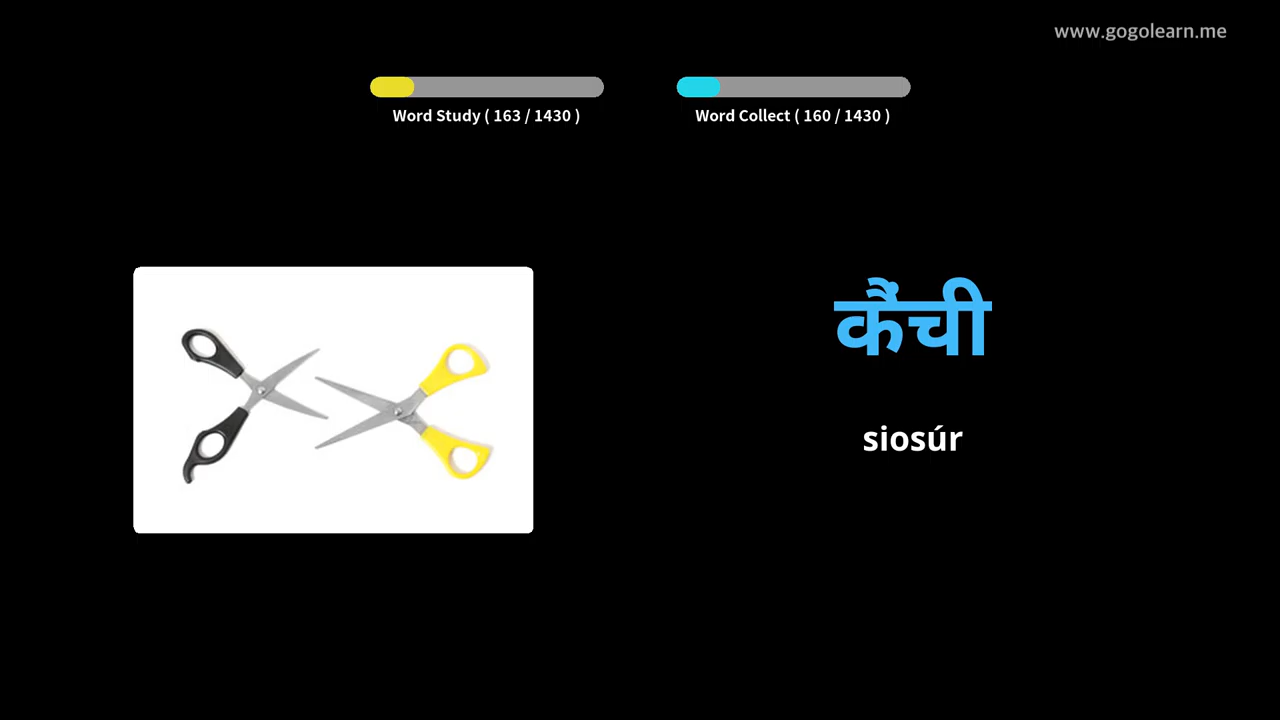 www.gogolearn.me
Word Study ( 163 / 1430 )
Word Collect ( 160 / 1430 )
कैंची
siosúr